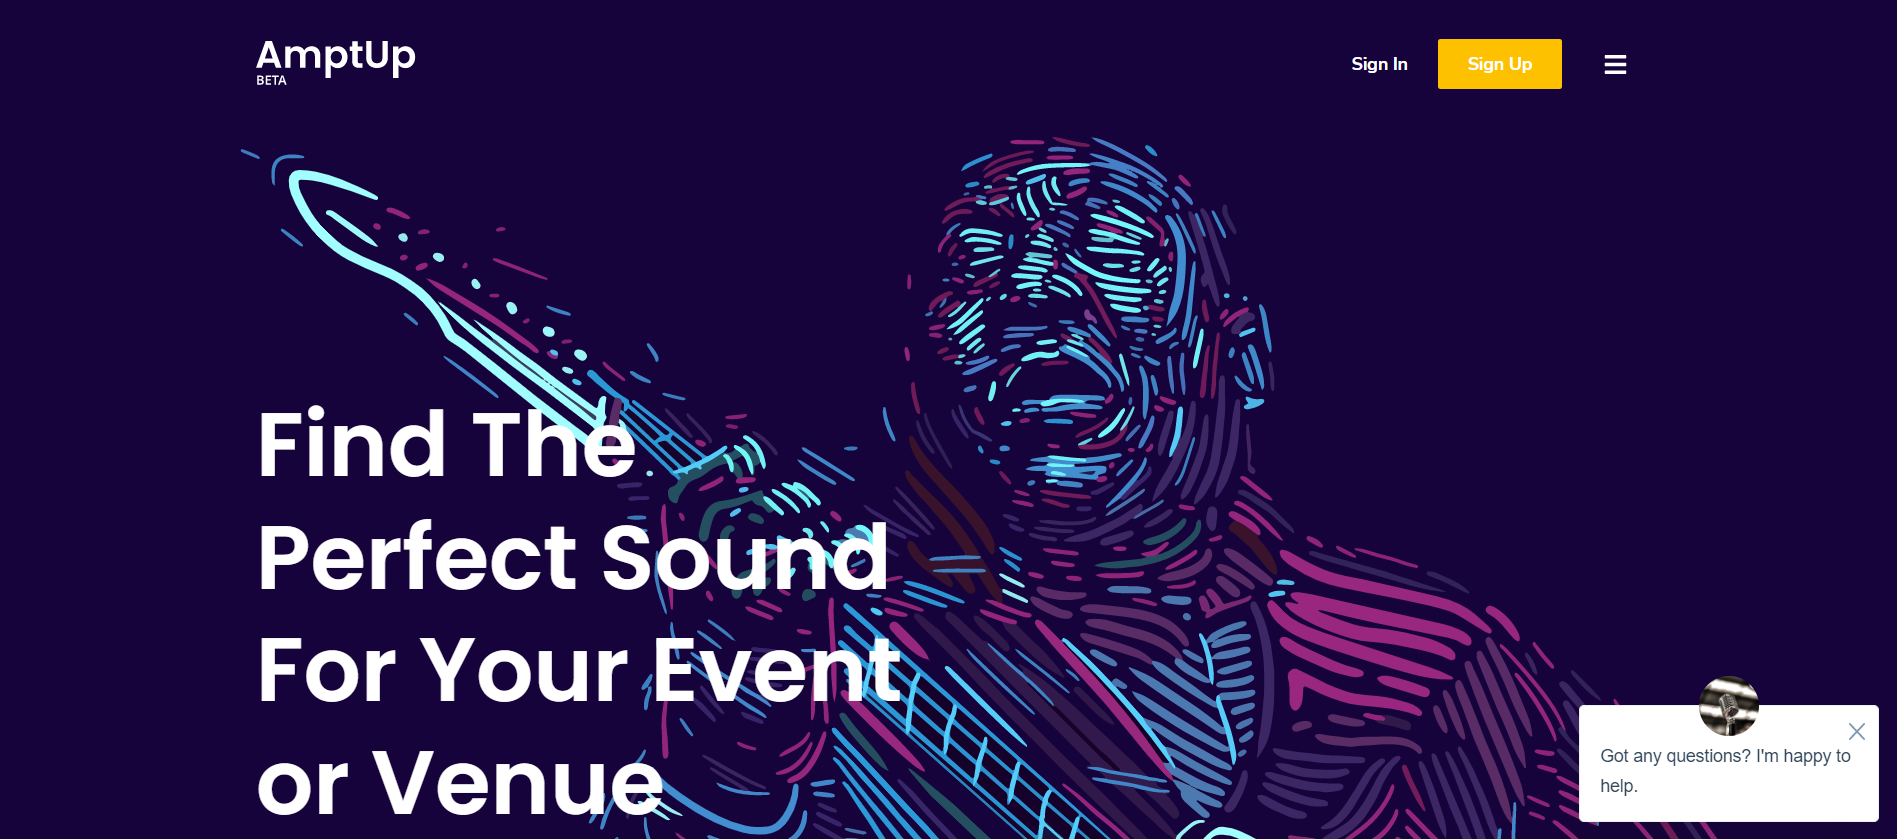 AmptUp
BETA
Sign In
Sign Up
Find The
Perfect Sound
For Your Event
or Venue
Got any questions? I'm happy to
help.